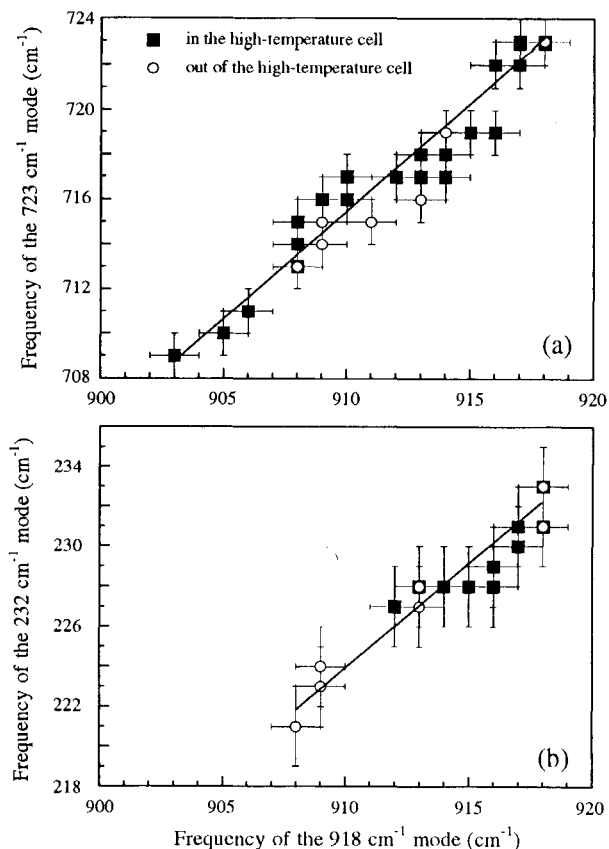 724
720
716
712
708
Frequency of the 723 cm⁻¹ mode (cm⁻¹)
in the high-temperature cell
out of the high-temperature cell
(a)
900 905 910 915 920
234
230
226
222
218
Frequency of the 232 cm⁻¹ mode (cm⁻¹)
(b)
900 905 910 915 920
Frequency of the 918 cm⁻¹ mode (cm⁻¹)